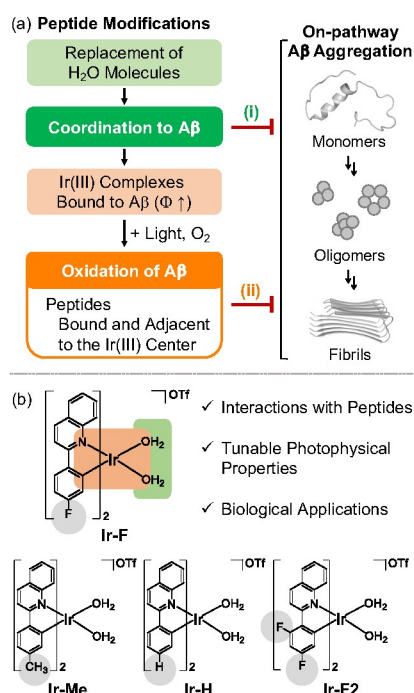 (a) Peptide Modifications
Replacement of
H₂O Molecules
Coordination to Aβ
(i)
Ir(III) Complexes
Bound to Aβ (Φ ↑)
+ Light, O₂
Oxidation of Aβ
(ii)
Peptides
Bound and Adjacent
to the Ir(III) Center
On-pathway
Aβ Aggregation
Monomers
Oligomers
Fibrils
(b)
OTf
N
Ir
OH₂
OH₂
F
2
Ir-F
✓ Interactions with Peptides
✓ Tunable Photophysical
Properties
✓ Biological Applications
OTf
N
Ir
OH₂
OH₂
CH₃
2
Ir-Me
OTf
N
Ir
OH₂
OH₂
H
2
Ir-H
OTf
N
Ir
OH₂
OH₂
F
F
2
Ir-F2